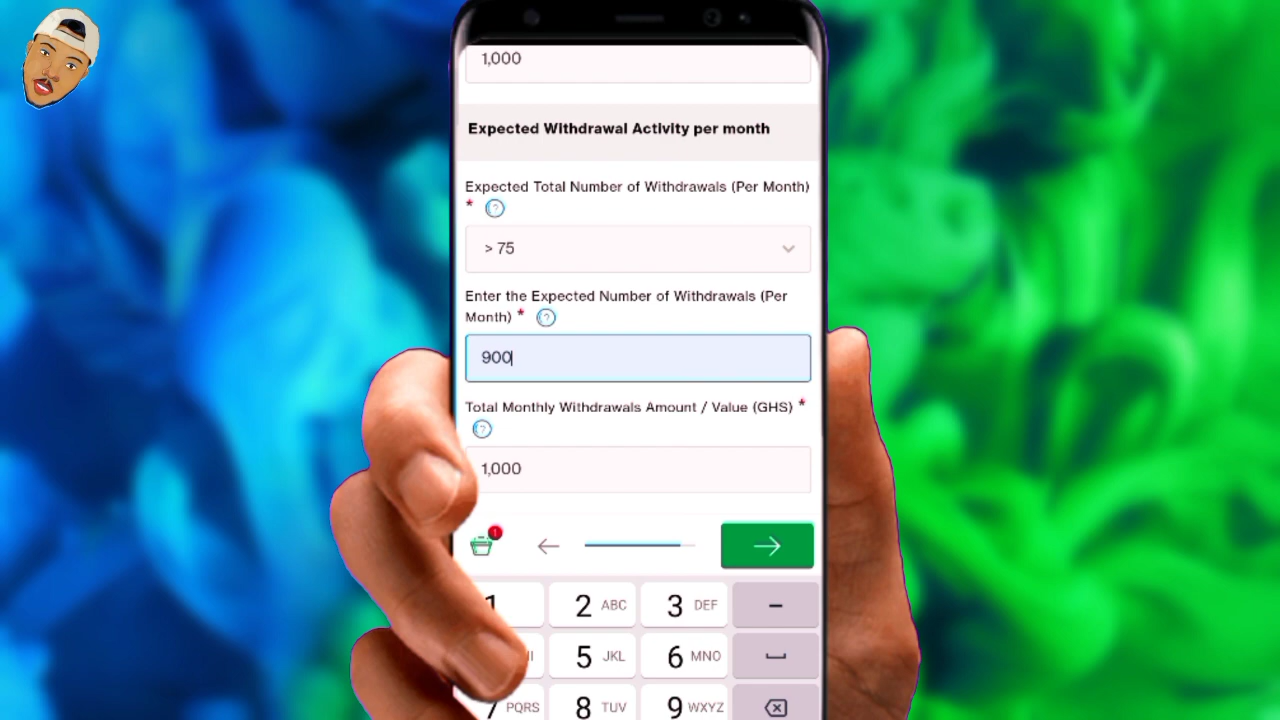 1,000
Expected Withdrawal Activity per month
Expected Total Number of Withdrawals (Per Month)
* ?
> 75
Enter the Expected Number of Withdrawals (Per
Month) * ?
900
Total Monthly Withdrawals Amount / Value (GHS) *
?
1,000
1
1 2 ABC 3 DEF –
5 JKL 6 MNO
7 PQRS 8 TUV 9 WXYZ